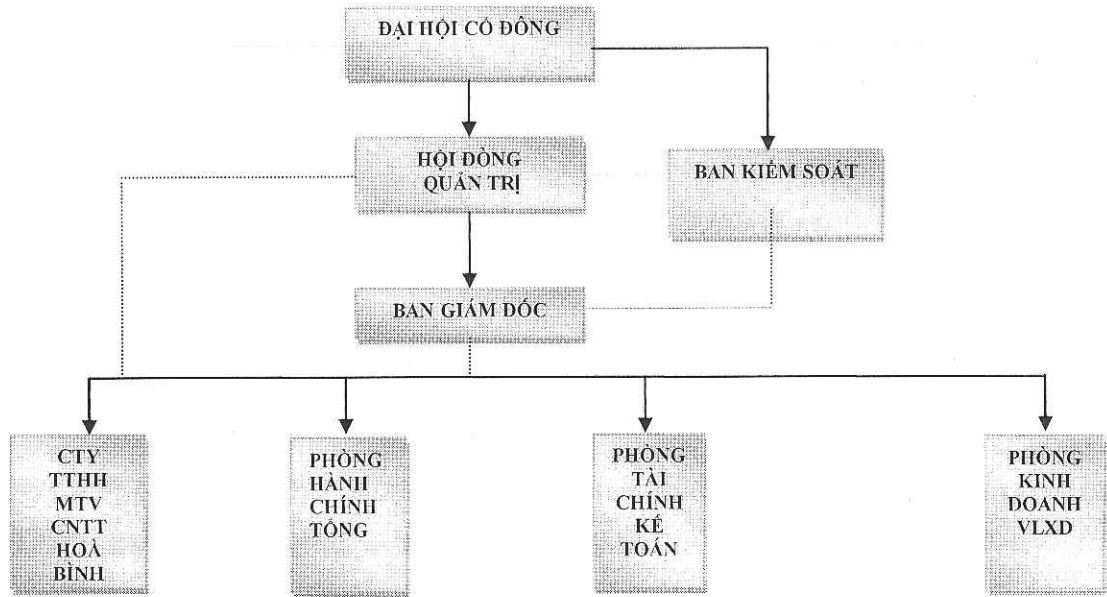 ĐẠI HỘI CỔ ĐÔNG
HỘI ĐỒNG
QUẢN TRỊ
BAN KIỂM SOÁT
BAN GIÁM ĐỐC
CTY
TTHH
MTV
CNTT
HOÀ
BÌNH
PHÒNG
HÀNH
CHÍNH
TỔNG
PHÒNG
TÀI
CHÍNH
KẾ
TOÁN
PHÒNG
KINH
DOANH
VLXD